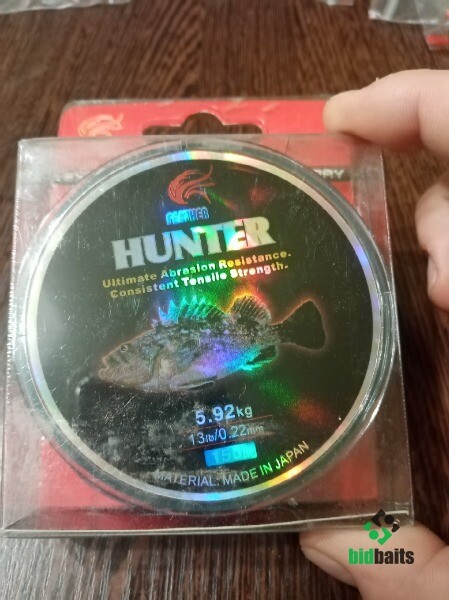 HUNTER
Ultimate Abrasion Resistance.
Consistent Tensile Strength.
5.92kg
13lb/0.22mm
150m
MATERIAL: MADE IN JAPAN
bidbaits